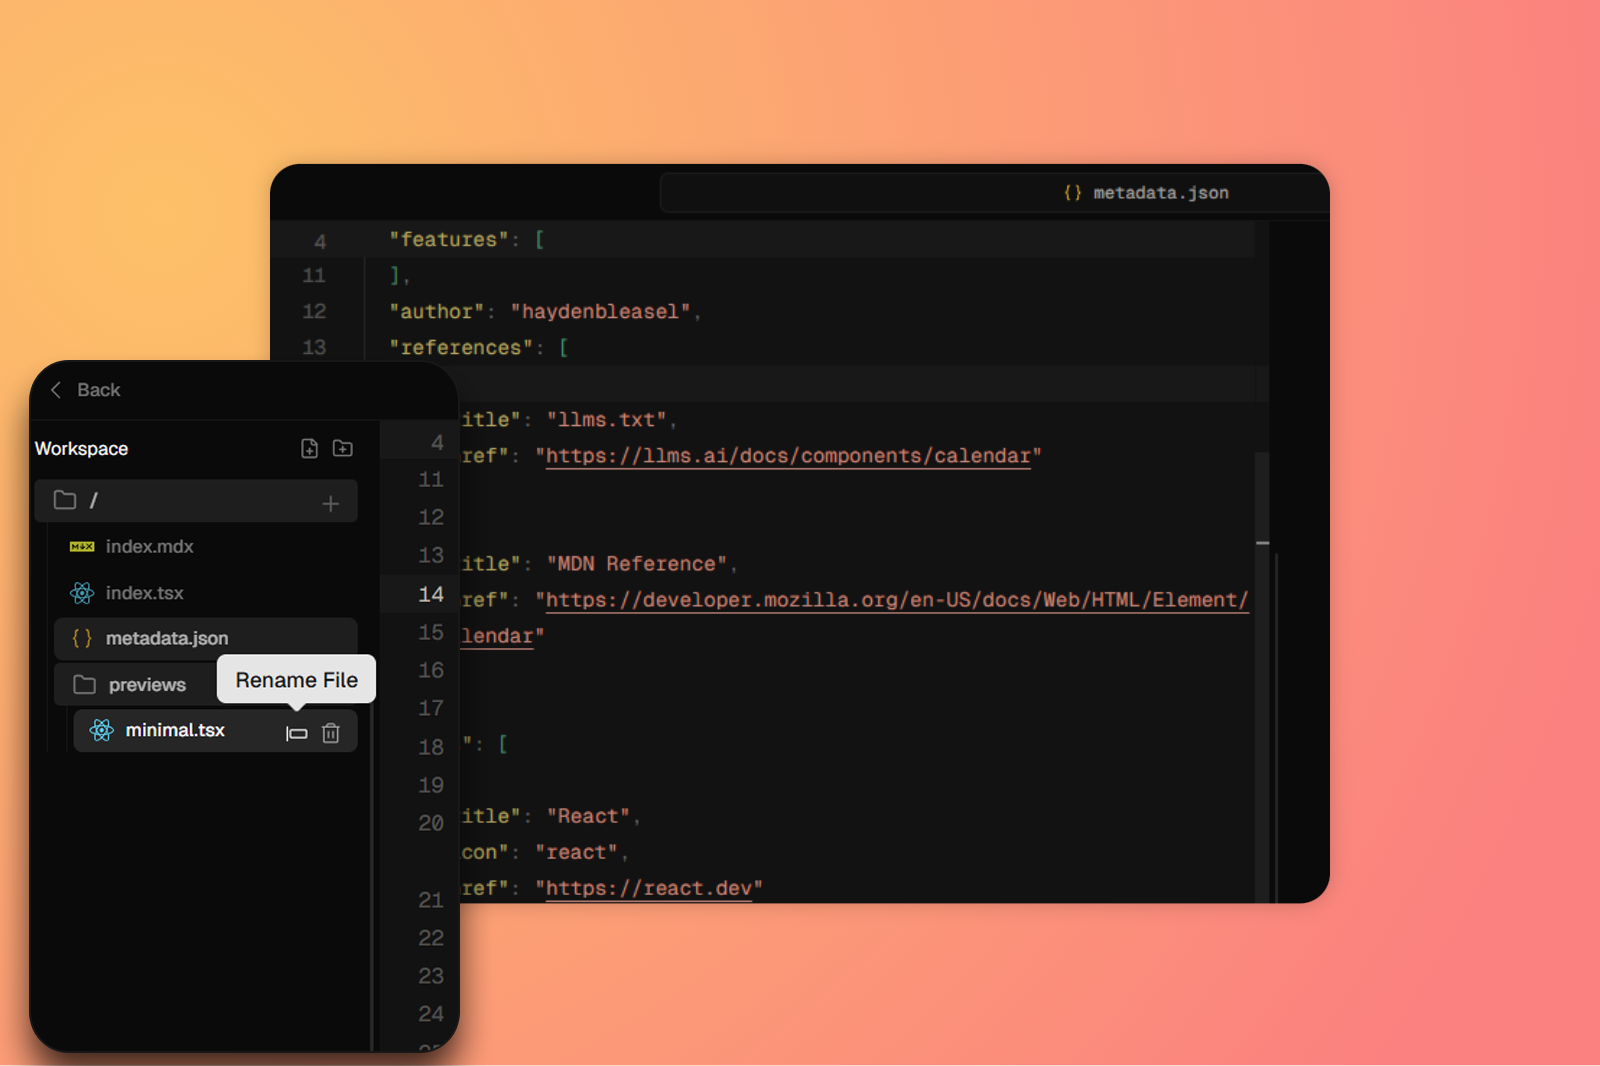 metadata.json
4 "features": [
11 ],
12 "author": "haydenbleasel",
13 "references": [
itle": "llms.txt",
ref": "https://llms.ai/docs/components/calendar"
itle": "MDN Reference",
ref": "https://developer.mozilla.org/en-US/docs/Web/HTML/Element/
lendar"
": [
itle": "React",
con": "react",
ref": "https://react.dev"
Back
Workspace
/
index.mdx
index.tsx
{ } metadata.json
previews
Rename File
minimal.tsx
4
11
12
13
14
15
16
17
18
19
20
21
22
23
24